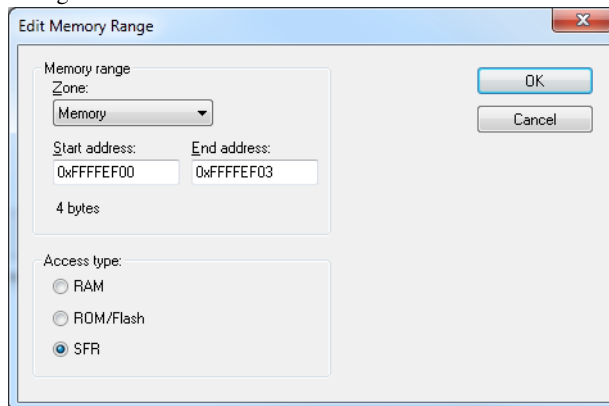 Edit Memory Range
Memory range
Zone:
Memory
Start address: End address:
0xFFFFEF00 0xFFFFEF03
4 bytes
Access type:
RAM
ROM/Flash
SFR
OK
Cancel